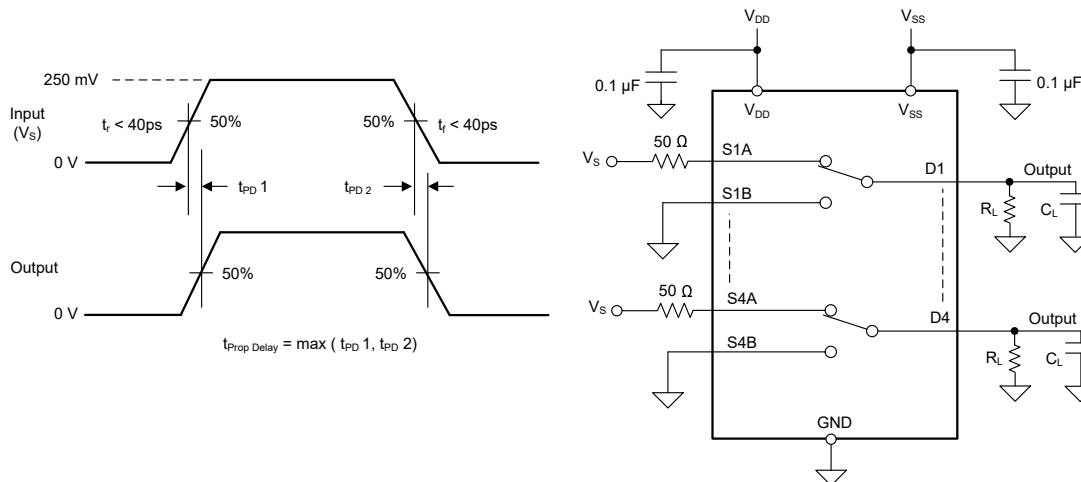 250 mV
Input
(VS)
tr < 40ps
50%
50%
tf < 40ps
0 V
tPD 1
tPD 2
Output
50%
50%
0 V
tProp Delay = max ( tPD 1, tPD 2)
VDD
VSS
0.1 µF
0.1 µF
VDD
VSS
VS
50 Ω
S1A
D1
Output
S1B
RL
CL
VS
50 Ω
S4A
D4
Output
S4B
RL
CL
GND